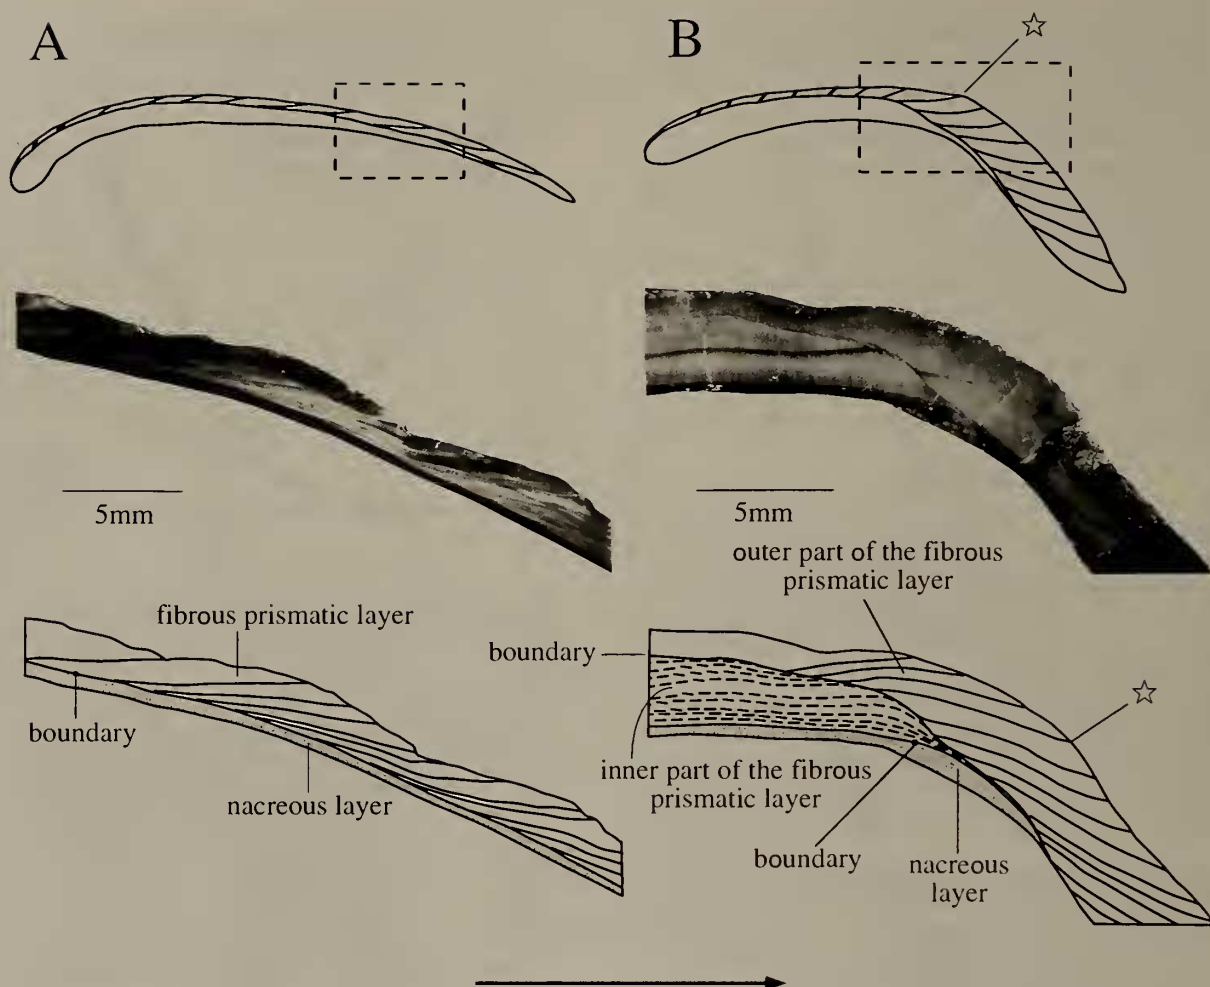 A
B
☆
5mm
5mm
outer part of the fibrous
prismatic layer
fibrous prismatic layer
boundary
boundary
☆
inner part of the fibrous
prismatic layer
nacreous layer
boundary
nacreous
layer